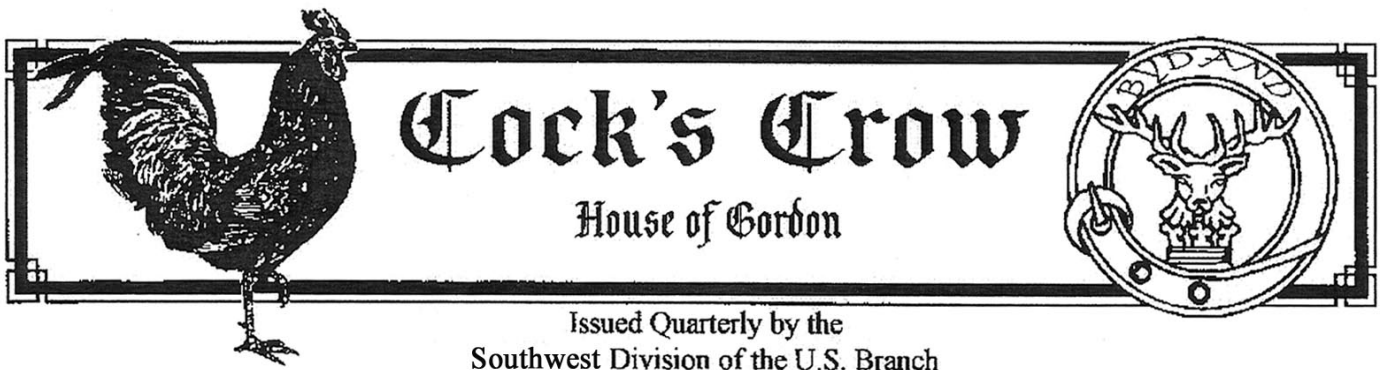 Cock's Crow
BYDAND
House of Gordon
Issued Quarterly by the
Southwest Division of the U.S. Branch